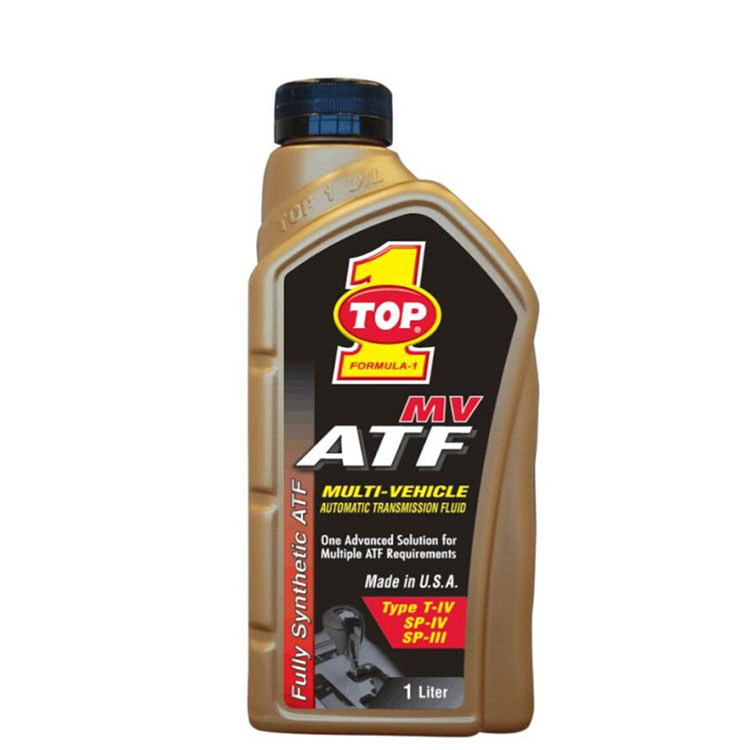 TOP 1 OIL
1
TOP®
FORMULA-1
MV
ATF
MULTI-VEHICLE
AUTOMATIC TRANSMISSION FLUID
One Advanced Solution for
Multiple ATF Requirements
Made in U.S.A.
Type T-IV
SP-IV
SP-III
1 Liter
Fully Synthetic ATF